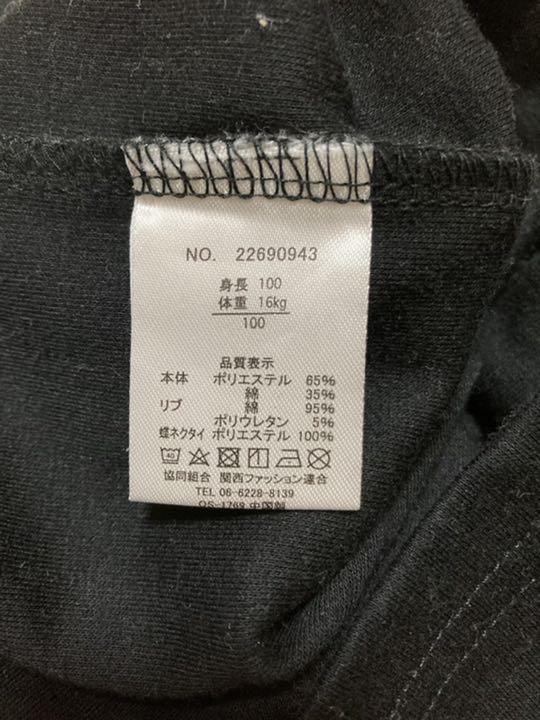 NO. 22690943
身長 100
体重 16kg
100
品質表示
本体 ポリエステル 65%
綿 35%
リブ 綿 95%
ポリウレタン 5%
蝶ネクタイ ポリエステル 100%
40
協同組合 関西ファッション連合
TEL 06-6228-8139
QS-1768 中国製